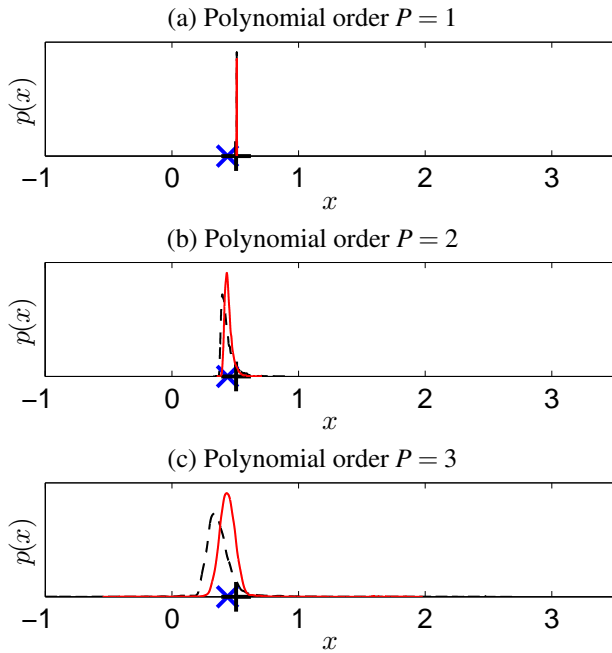 (a) Polynomial order P = 1
p(x)
−1 0 1 2 3
x
(b) Polynomial order P = 2
p(x)
−1 0 1 2 3
x
(c) Polynomial order P = 3
p(x)
−1 0 1 2 3
x